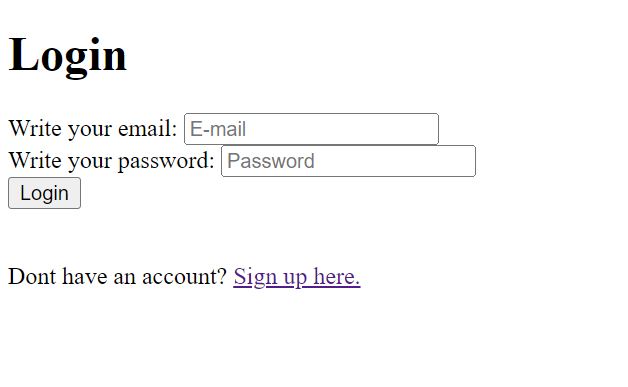 Login
Write your email: E-mail
Write your password: Password
Login
Dont have an account? Sign up here.